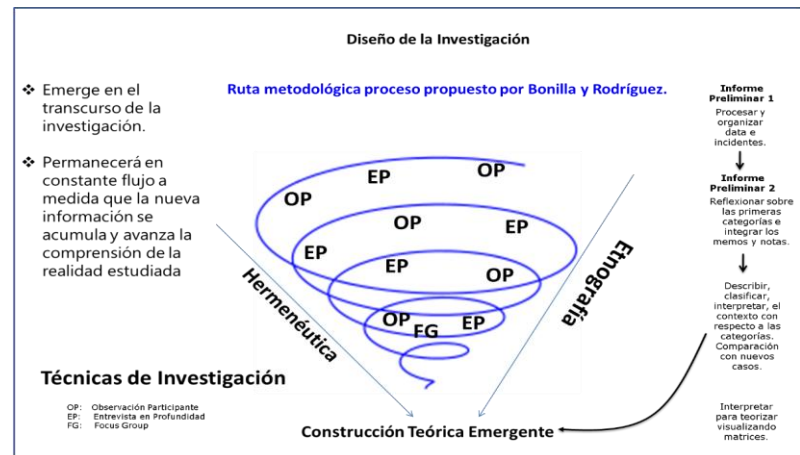 Diseño de la Investigación
❖ Emerge en el
transcurso de la
investigación.
❖ Permanecerá en
constante flujo a
medida que la nueva
información se
acumula y avanza la
comprensión de la
realidad estudiada
Ruta metodológica proceso propuesto por Bonilla y Rodríguez.
OP
EP
OP
OP
EP
EP
EP
OP
OP
FG
EP
Hermenéutica
Etnografía
Técnicas de Investigación
OP: Observación Participante
EP: Entrevista en Profundidad
FG: Focus Group
Construcción Teórica Emergente
Informe
Preliminar 1
Procesar y
organizar
data e
incidentes.
Informe
Preliminar 2
Reflexionar sobre
las primeras
categorías e
integrar los
memos y notas.
Describir,
clasificar,
interpretar, el
contexto con
respecto a las
categorías.
Comparación
con nuevos
casos.
Interpretar
para teorizar
visualizando
matrices.